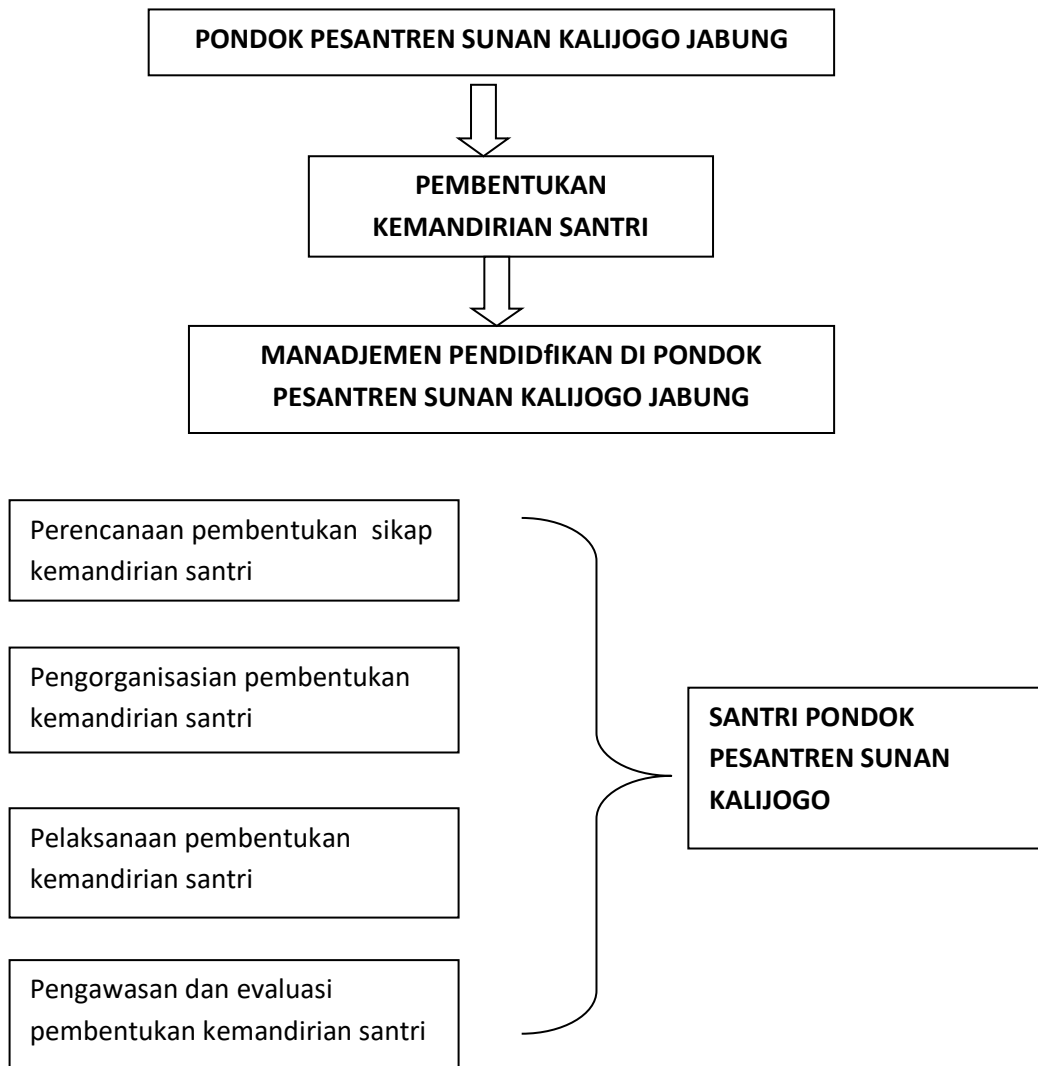 PONDOK PESANTREN SUNAN KALIJOGO JABUNG
PEMBENTUKAN
KEMANDIRIAN SANTRI
MANADJEMEN PENDIDfIKAN DI PONDOK
PESANTREN SUNAN KALIJOGO JABUNG
Perencanaan pembentukan sikap
kemandirian santri
Pengorganisasian pembentukan
kemandirian santri
Pelaksanaan pembentukan
kemandirian santri
Pengawasan dan evaluasi
pembentukan kemandirian santri
SANTRI PONDOK
PESANTREN SUNAN
KALIJOGO